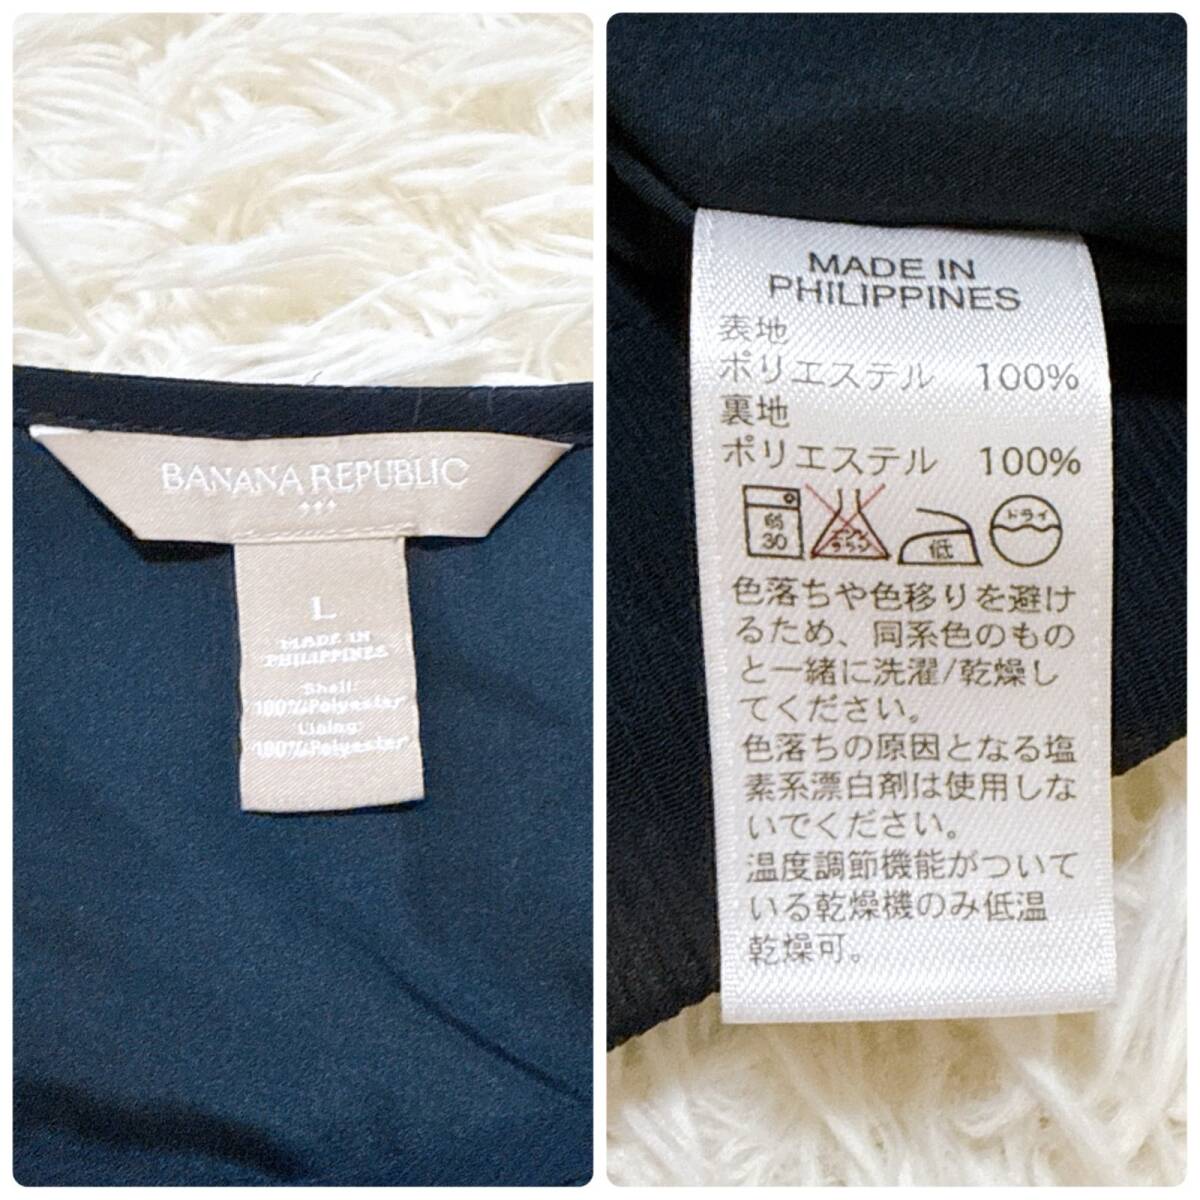 BANANA REPUBLIC
L
MADE IN
PHILIPPINES
Shell:
100%Polyester
Lining:
100%Polyester
MADE IN
PHILIPPINES
表地
ポリエステル 100%
裏地
ポリエステル 100%
弱
30
エンソ
サラシ
低
ドライ
色落ちや色移りを避け
るため、同系色のもの
と一緒に洗濯/乾燥し
てください。
色落ちの原因となる塩
素系漂白剤は使用しな
いでください。
温度調節機能がついて
いる乾燥機のみ低温
乾燥可。